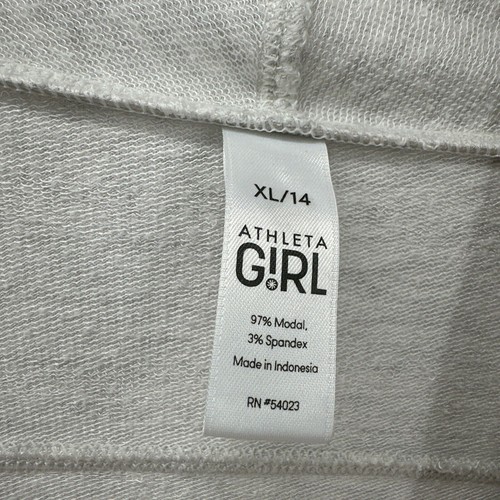 XL/14
ATHLETA
G!RL
97% Modal,
3% Spandex
Made in Indonesia
RN #54023